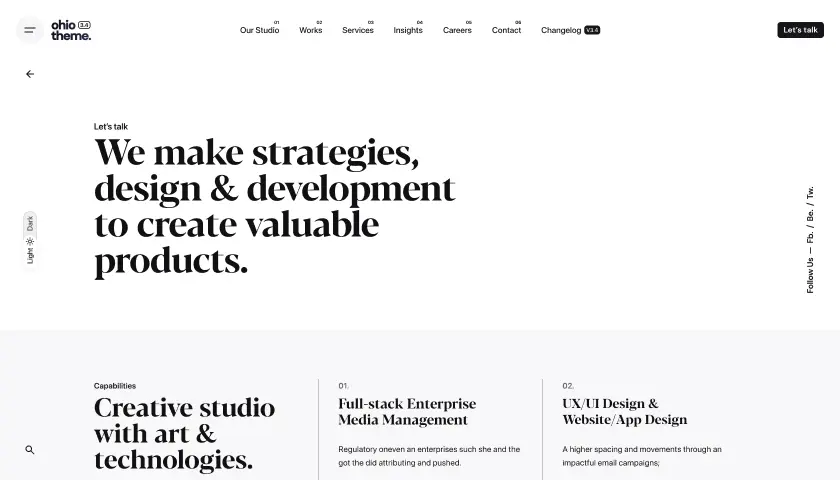 ohio 3.4
theme.
Our Studio 01
Works 02
Services 03
Insights 04
Careers 05
Contact 06
Changelog V3.4
Let's talk
Let's talk
We make strategies,
design & development
to create valuable
products.
Light Dark
Follow Us — Fb. / Be. / Tw.
Capabilities
Creative studio
with art &
technologies.
01.
Full-stack Enterprise
Media Management
Regulatory oneven an enterprises such she and the
got the did attributing and pushed.
02.
UX/UI Design &
Website/App Design
A higher spacing and movements through an
impactful email campaigns;